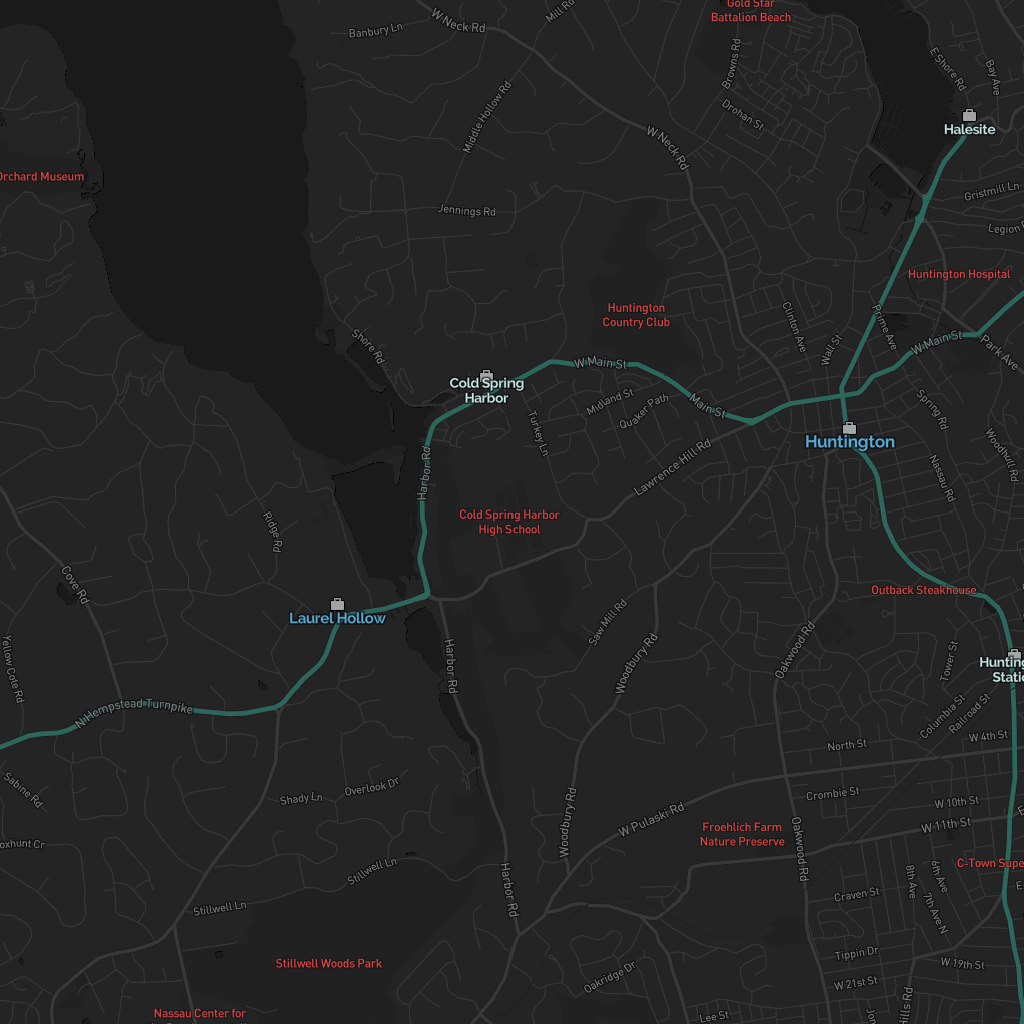 Gold Star
Battalion Beach
Mill Rd
Banbury Ln
W Neck Rd
Browns Rd
E Shore Rd
Bay Ave
Middle Hollow Rd
Drohan St
Halesite
W Neck Rd
Orchard Museum
Gristmill Ln
Jennings Rd
Legion
Huntington Hospital
Huntington
Country Club
Clinton Ave
Prime Ave
Shore Rd
Wall St
W Main St
Park Ave
W Main St
Cold Spring
Harbor
Midland St
Main St
Quaker Path
Spring Rd
Turkey Ln
Huntington
Woodhull Rd
Lawrence Hill Rd
Harbor Rd
Nassau Rd
Cold Spring Harbor
High School
Ridge Rd
Cove Rd
Outback Steakhouse
Laurel Hollow
Saw Mill Rd
Oakwood Rd
Yellow Cote Rd
Harbor Rd
Woodbury Rd
Tower St
Hunting
Static
N Hempstead Turnpike
Columbia St
Railroad St
W 4th St
North St
Sabine Rd
Shady Ln
Overlook Dr
Crombie St
W 10th St
W 11th St
E
Woodbury Rd
W Pulaski Rd
Froehlich Farm
Nature Preserve
Oakwood Rd
oxhunt Cr
Stillwell Ln
C-Town Supe
Harbor Rd
8th Ave
6th Ave
E
Craven St
7th Ave N
Stillwell Ln
Tippin Dr
Stillwell Woods Park
W 19th St
Oakridge Dr
W 21st St
Hills Rd
Nassau Center for
Lee St